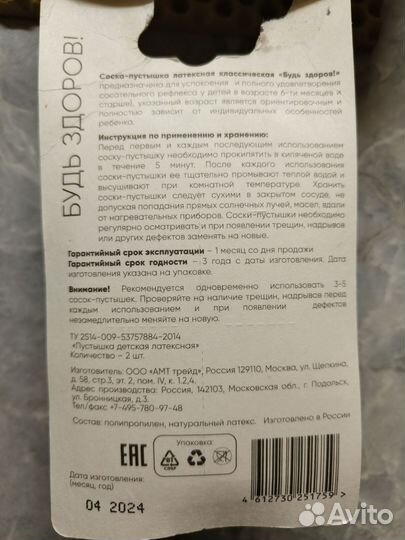 БУДЬ ЗДОРОВ!
Соска-пустышка латексная классическая «Будь здоров!»
предназначена для успокоения и полного удовлетворения
сосательного рефлекса у детей в возрасте 6-ти месяцев и
старше), указанный возраст является ориентировочным и
полностью зависит от индивидуальных особенностей
ребенка.
Инструкция по применению и хранению:
Перед первым и каждым последующим использованием
соску-пустышку необходимо прокипятить в кипяченой воде
в течение 5 минут. После каждого использования
соски-пустышки ее тщательно промывают теплой водой и
высушивают при комнатной температуре. Хранить
соски-пустышки следует сухими в закрытом сосуде, не
допуская попадания прямых солнечных лучей, масел, вдали
от нагревательных приборов. Соски-пустышки необходимо
регулярно осматривать и при появлении трещин, надрывов
или других дефектов заменять на новые.
Гарантийный срок эксплуатации – 1 месяц со дня продажи
Гарантийный срок годности – 3 года с даты изготовления. Дата
изготовления указана на упаковке.
Внимание! Рекомендуется одновременно использовать 3-5
сосок-пустышек. Проверяйте на наличие трещин, надрывов перед
каждым использованием и при появлении дефектов
незамедлительно меняйте на новую.
ТУ 2514-009-53757884-2014
«Пустышка детская латексная»
Количество – 2 шт.
Изготовитель: ООО «АМТ трейд», Россия 129110, Москва, ул. Щепкина,
д. 58, стр.3, эт. 2, пом. IV, к. 1,2,4.
Адрес производства: Россия, 142103, Московская обл., г. Подольск,
ул. Бронницкая, д.3
Тел/факс +7-495-780-97-48
Состав: полипропилен, натуральный латекс. Изготовлено в России
EAC
Упаковка:
C/PAP
Дата изготовления:
(месяц, год)
04 2024
4 612730 251759 >
Avito